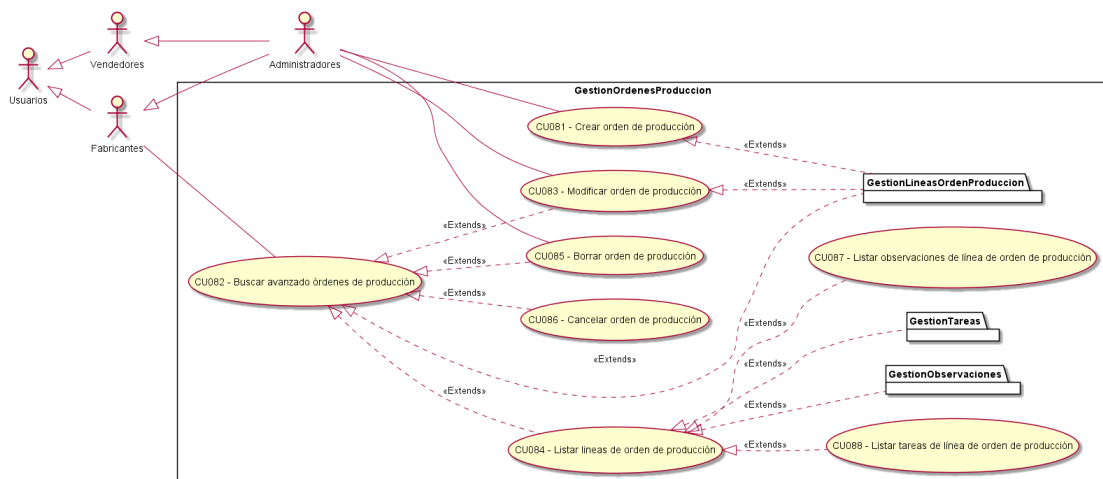 Vendedores
Administradores
Usuarios
Fabricantes
GestionOrdenesProduccion
CU081 - Crear orden de producción
«Extends»
CU083 - Modificar orden de producción
«Extends»
GestionLineasOrdenProduccion
«Extends»
CU085 - Borrar orden de producción
«Extends»
CU087 - Listar observaciones de línea de orden de producción
CU082 - Buscar avanzado órdenes de producción
«Extends»
CU086 - Cancelar orden de producción
«Extends»
GestionTareas
«Extends»
«Extends»
GestionObservaciones
«Extends»
«Extends»
CU084 - Listar lineas de orden de producción
«Extends»
CU088 - Listar tareas de línea de orden de producción